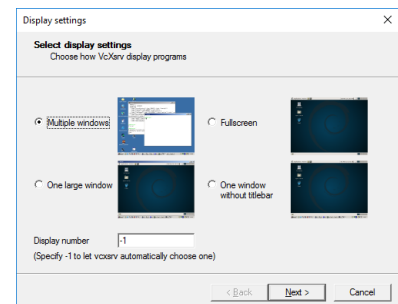 Display settings
Select display settings
Choose how VcXsrv display programs
Multiple windows
Fullscreen
One large window
One window
without titlebar
Display number
-1
(Specify -1 to let vcxsrv automatically choose one)
< Back
Next >
Cancel